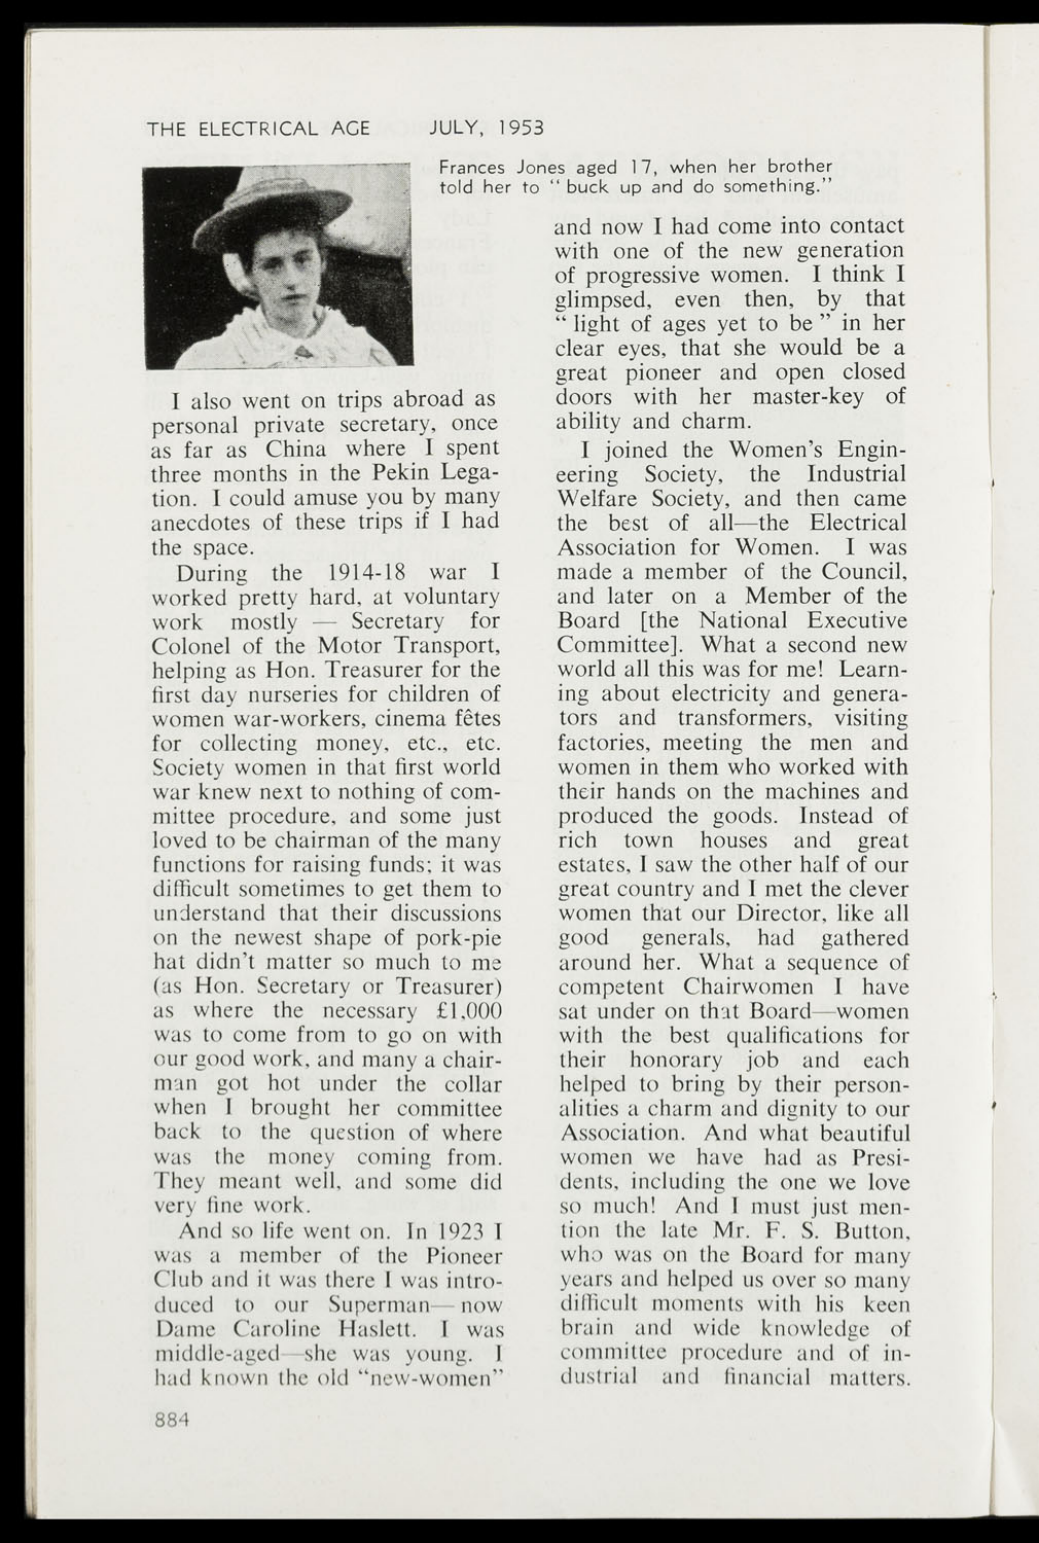 THE ELECTRICAL AGE JULY, 1953
Frances Jones aged 17, when her brother
told her to “ buck up and do something.”
I also went on trips abroad as
personal private secretary, once
as far as China where I spent
three months in the Pekin Lega-
tion. I could amuse you by many
anecdotes of these trips if I had
the space.
During the 1914-18 war I
worked pretty hard, at voluntary
work mostly — Secretary for
Colonel of the Motor Transport,
helping as Hon. Treasurer for the
first day nurseries for children of
women war-workers, cinema fêtes
for collecting money, etc., etc.
Society women in that first world
war knew next to nothing of com-
mittee procedure, and some just
loved to be chairman of the many
functions for raising funds; it was
difficult sometimes to get them to
understand that their discussions
on the newest shape of pork-pie
hat didn’t matter so much to me
(as Hon. Secretary or Treasurer)
as where the necessary £1,000
was to come from to go on with
our good work, and many a chair-
man got hot under the collar
when I brought her committee
back to the question of where
was the money coming from.
They meant well, and some did
very fine work.
And so life went on. In 1923 I
was a member of the Pioneer
Club and it was there I was intro-
duced to our Superman—now
Dame Caroline Haslett. I was
middle-aged—she was young. I
had known the old “new-women”
and now I had come into contact
with one of the new generation
of progressive women. I think I
glimpsed, even then, by that
“ light of ages yet to be ” in her
clear eyes, that she would be a
great pioneer and open closed
doors with her master-key of
ability and charm.
I joined the Women’s Engin-
eering Society, the Industrial
Welfare Society, and then came
the best of all—the Electrical
Association for Women. I was
made a member of the Council,
and later on a Member of the
Board [the National Executive
Committee]. What a second new
world all this was for me! Learn-
ing about electricity and genera-
tors and transformers, visiting
factories, meeting the men and
women in them who worked with
their hands on the machines and
produced the goods. Instead of
rich town houses and great
estates, I saw the other half of our
great country and I met the clever
women that our Director, like all
good generals, had gathered
around her. What a sequence of
competent Chairwomen I have
sat under on that Board—women
with the best qualifications for
their honorary job and each
helped to bring by their person-
alities a charm and dignity to our
Association. And what beautiful
women we have had as Presi-
dents, including the one we love
so much! And I must just men-
tion the late Mr. F. S. Button,
who was on the Board for many
years and helped us over so many
difficult moments with his keen
brain and wide knowledge of
committee procedure and of in-
dustrial and financial matters.
884